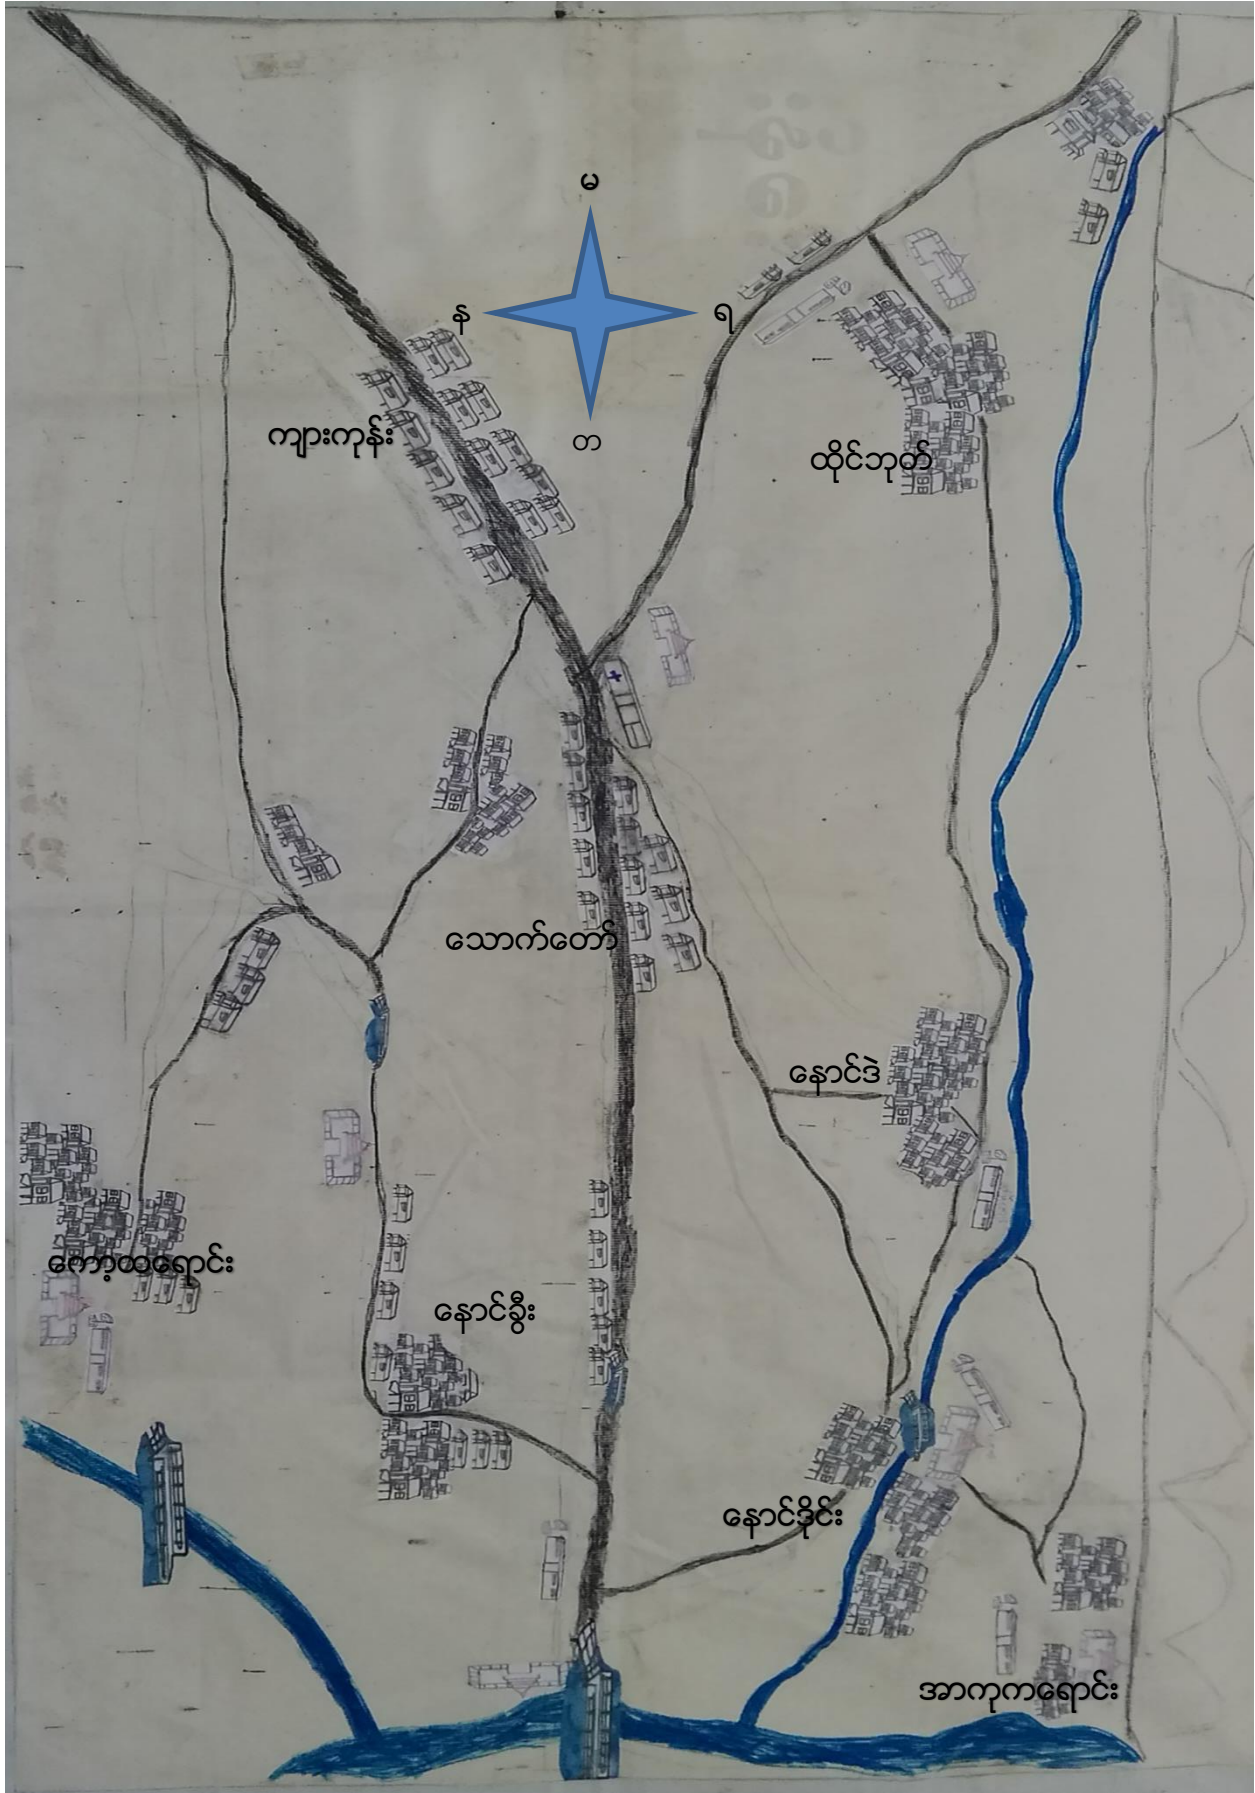 မ
န
ရ
တ
ကျားကုန်း
ထိုင်ဘုတ်
သောက်တော်
နောင်ဒဲ
ကော့ထရောင်း
နောင်ခွီး
နောင်ဒိုင်း
အာကုကရောင်း